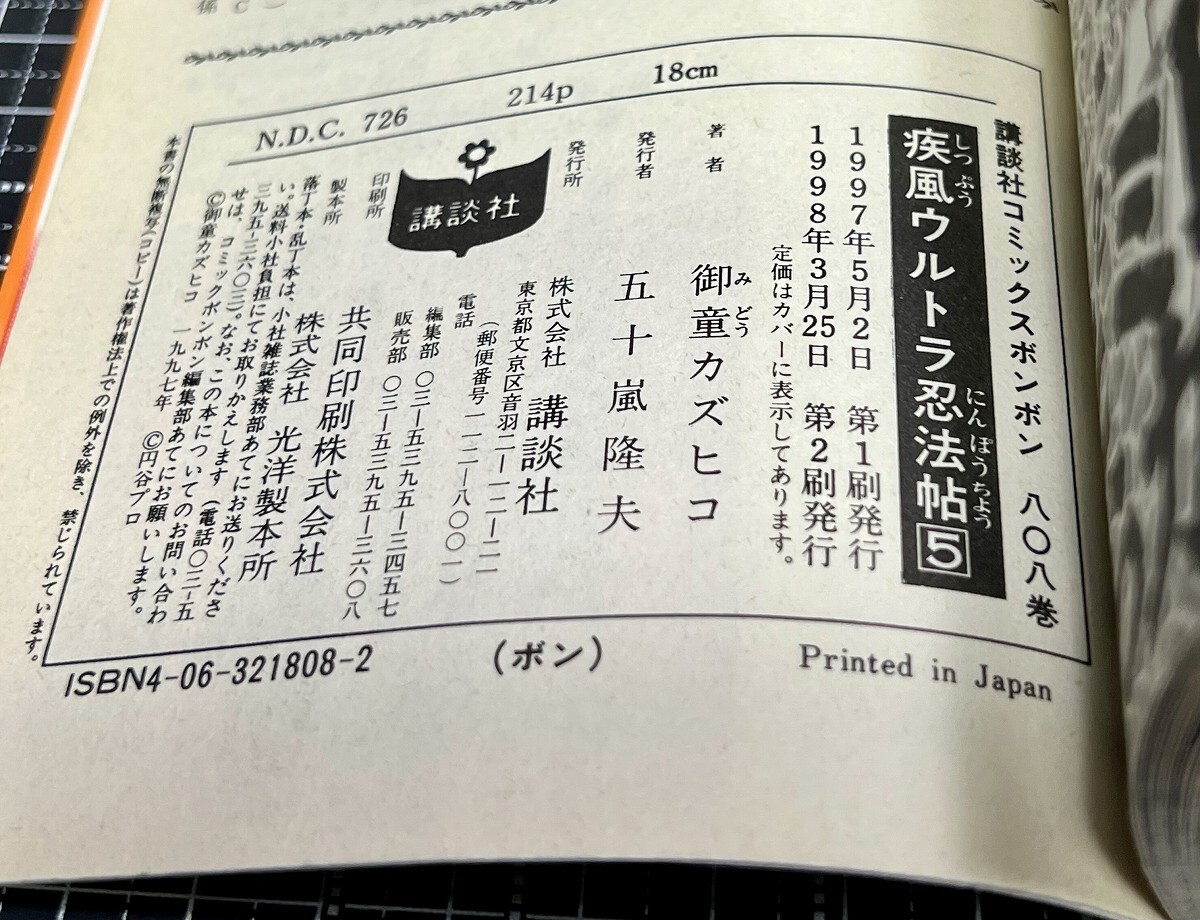 N.D.C. 726 214p 18cm
講談社コミックスボンボン 八〇八巻
疾風ウルトラ忍法帖 5
しっぷう
にんぽうちょう
1997年5月2日 第1刷発行
1998年3月25日 第2刷発行
定価はカバーに表示してあります。
著者 御童カズヒコ
みどう
発行者 五十嵐隆夫
発行所 株式会社 講談社
東京都文京区音羽二―一二―二一
(郵便番号一一二―八〇〇一)
電話 編集部 〇三―五三九五―三四五七
販売部 〇三―五三九五―三六〇八
講談社
印刷所 共同印刷株式会社
製本所 株式会社 光洋製本所
落丁本・乱丁本は、小社雑誌業務部あてにお送りくださ
い。送料小社負担にてお取りかえします(電話〇三―五
三九五―三六〇三)。なお、この本についてのお問い合わ
せは、コミックボンボン編集部あてにお願いします。
©御童カズヒコ 一九九七年 ©円谷プロ
本書の無断複写(コピー)は著作権法上での例外を除き、禁じられています。
ISBN4-06-321808-2 (ボン) Printed in Japan